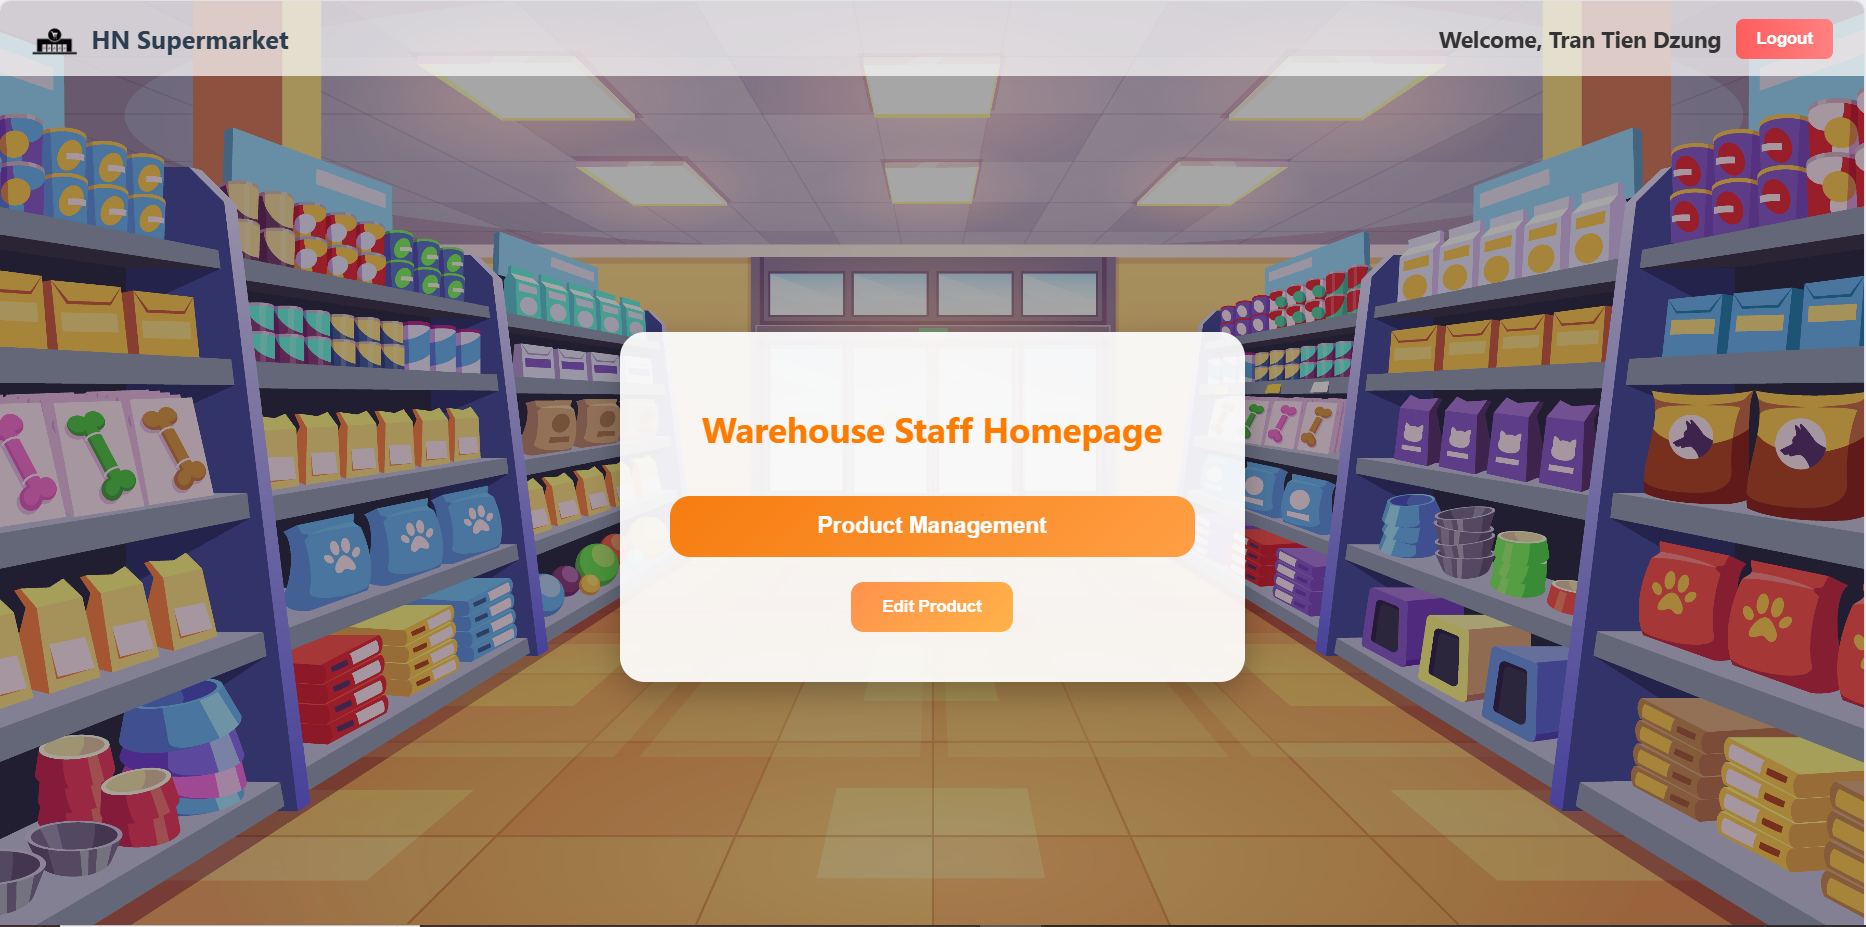 HN Supermarket
Welcome, Tran Tien Dzung
Logout
Warehouse Staff Homepage
Product Management
Edit Product